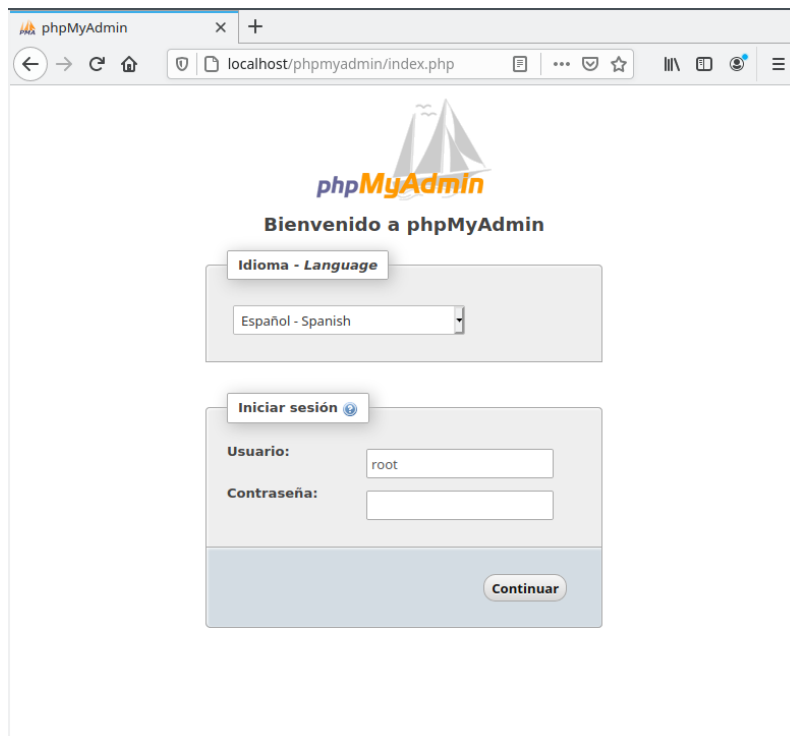 phpMyAdmin
localhost/phpmyadmin/index.php
phpMyAdmin
Bienvenido a phpMyAdmin
Idioma - Language
Español - Spanish
Iniciar sesión
Usuario:
root
Contraseña:
Continuar